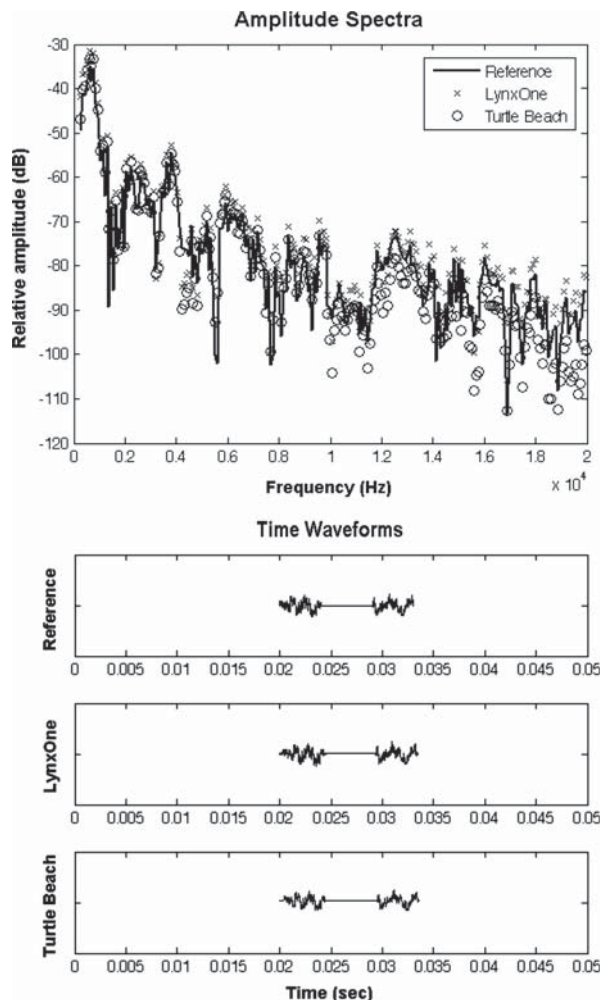 Amplitude Spectra
-30
-40
-50
-60
-70
-80
-90
-100
-110
-120
Relative amplitude (dB)
Reference
LynxOne
Turtle Beach
0 0.2 0.4 0.6 0.8 1 1.2 1.4 1.6 1.8 2
Frequency (Hz)
x 10^4
Time Waveforms
Reference
0 0.005 0.01 0.015 0.02 0.025 0.03 0.035 0.04 0.045 0.05
LynxOne
0 0.005 0.01 0.015 0.02 0.025 0.03 0.035 0.04 0.045 0.05
Turtle Beach
0 0.005 0.01 0.015 0.02 0.025 0.03 0.035 0.04 0.045 0.05
Time (sec)